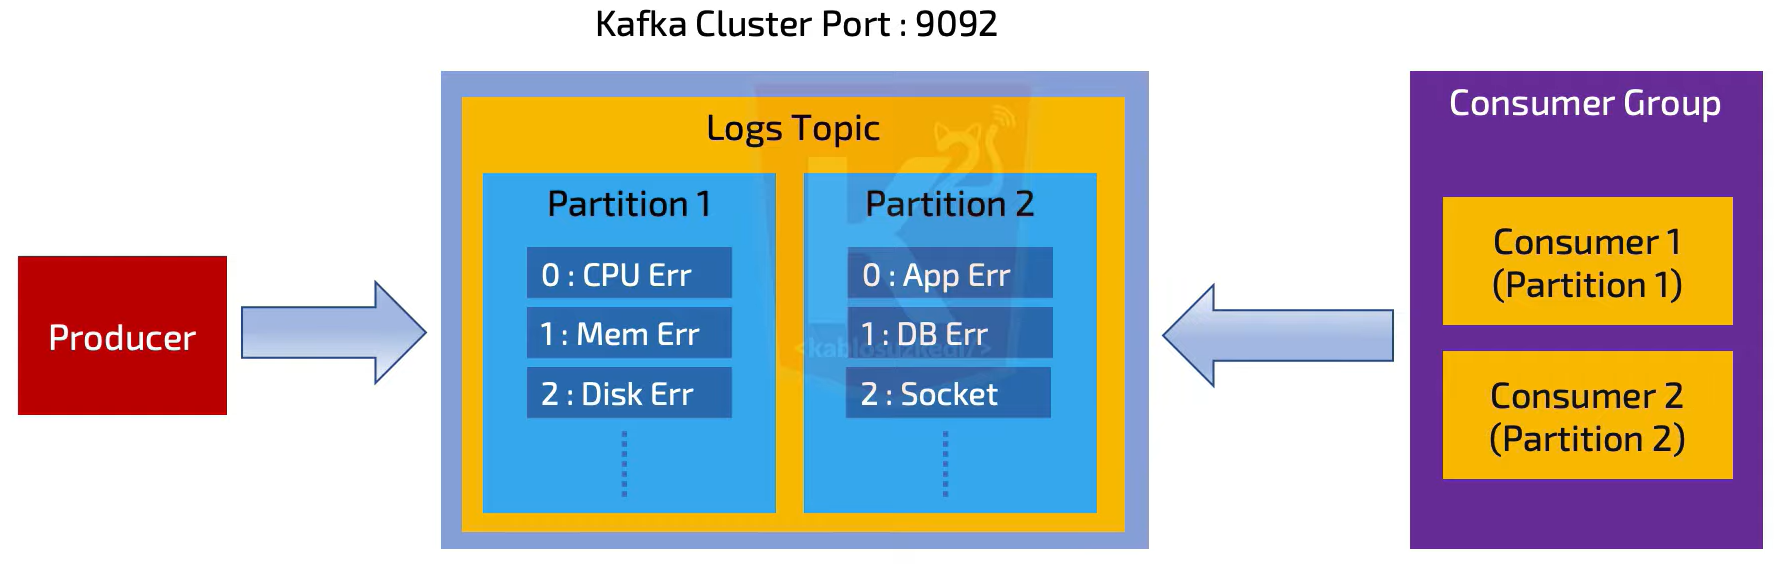 Kafka Cluster Port : 9092
Logs Topic
Partition 1
0 : CPU Err
1 : Mem Err
2 : Disk Err
Partition 2
0 : App Err
1 : DB Err
2 : Socket
<kablosuzkedi/>
Producer
Consumer Group
Consumer 1
(Partition 1)
Consumer 2
(Partition 2)